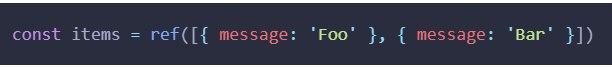 const items = ref([{ message: 'Foo' }, { message: 'Bar' }])